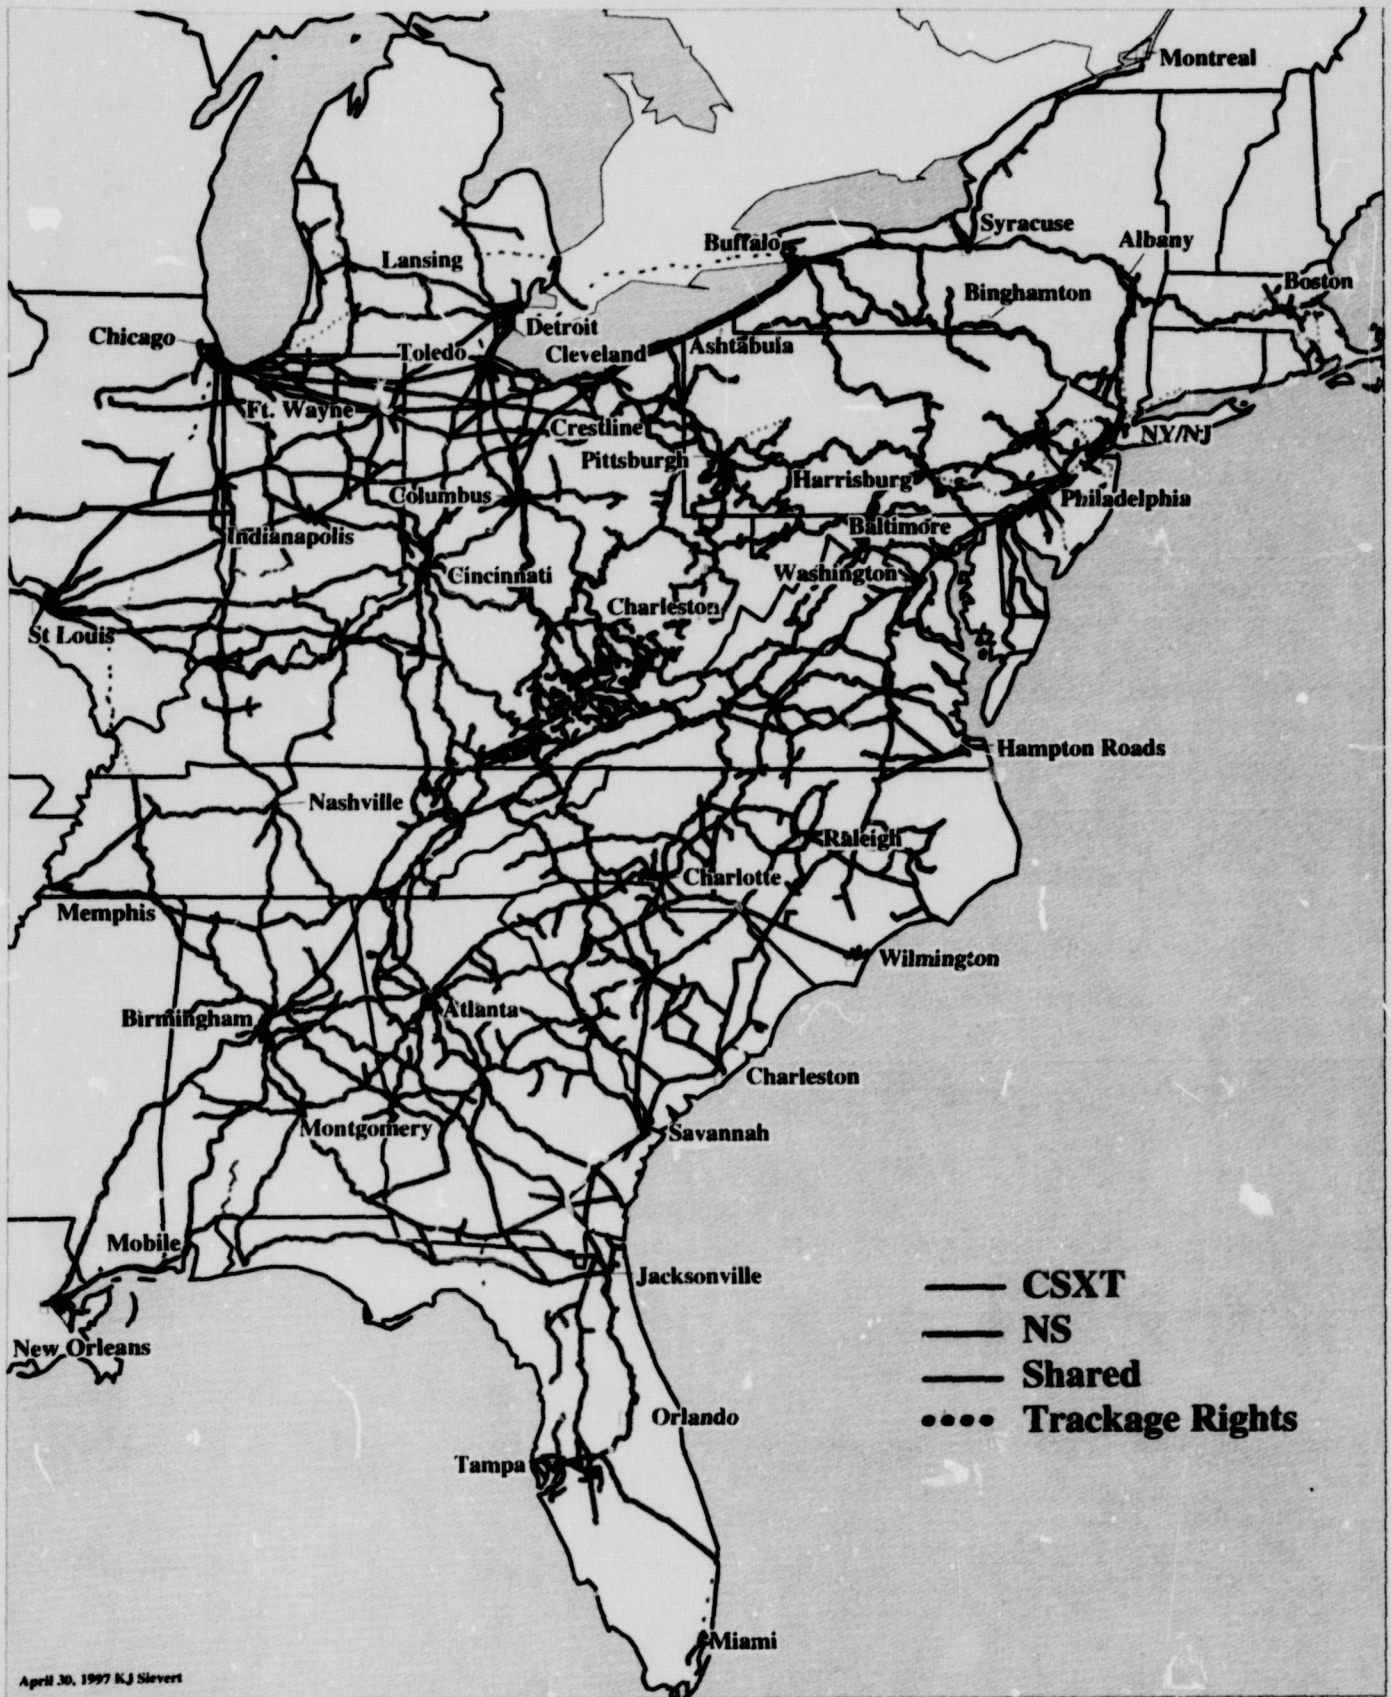 Montreal
Syracuse
Buffalo
Albany
Lansing
Boston
Binghamton
Detroit
Chicago
Toledo
Cleveland
Ashtabula
Ft. Wayne
Crestline
NY/NJ
Pittsburgh
Harrisburg
Columbus
Philadelphia
Baltimore
Indianapolis
Cincinnati
Washington
Charleston
St Louis
Hampton Roads
Nashville
Raleigh
Charlotte
Memphis
Wilmington
Birmingham
Atlanta
Charleston
Montgomery
Savannah
Mobile
Jacksonville
New Orleans
Orlando
Tampa
Miami
CSXT
NS
Shared
Trackage Rights
April 30, 1997 KJ Sievert